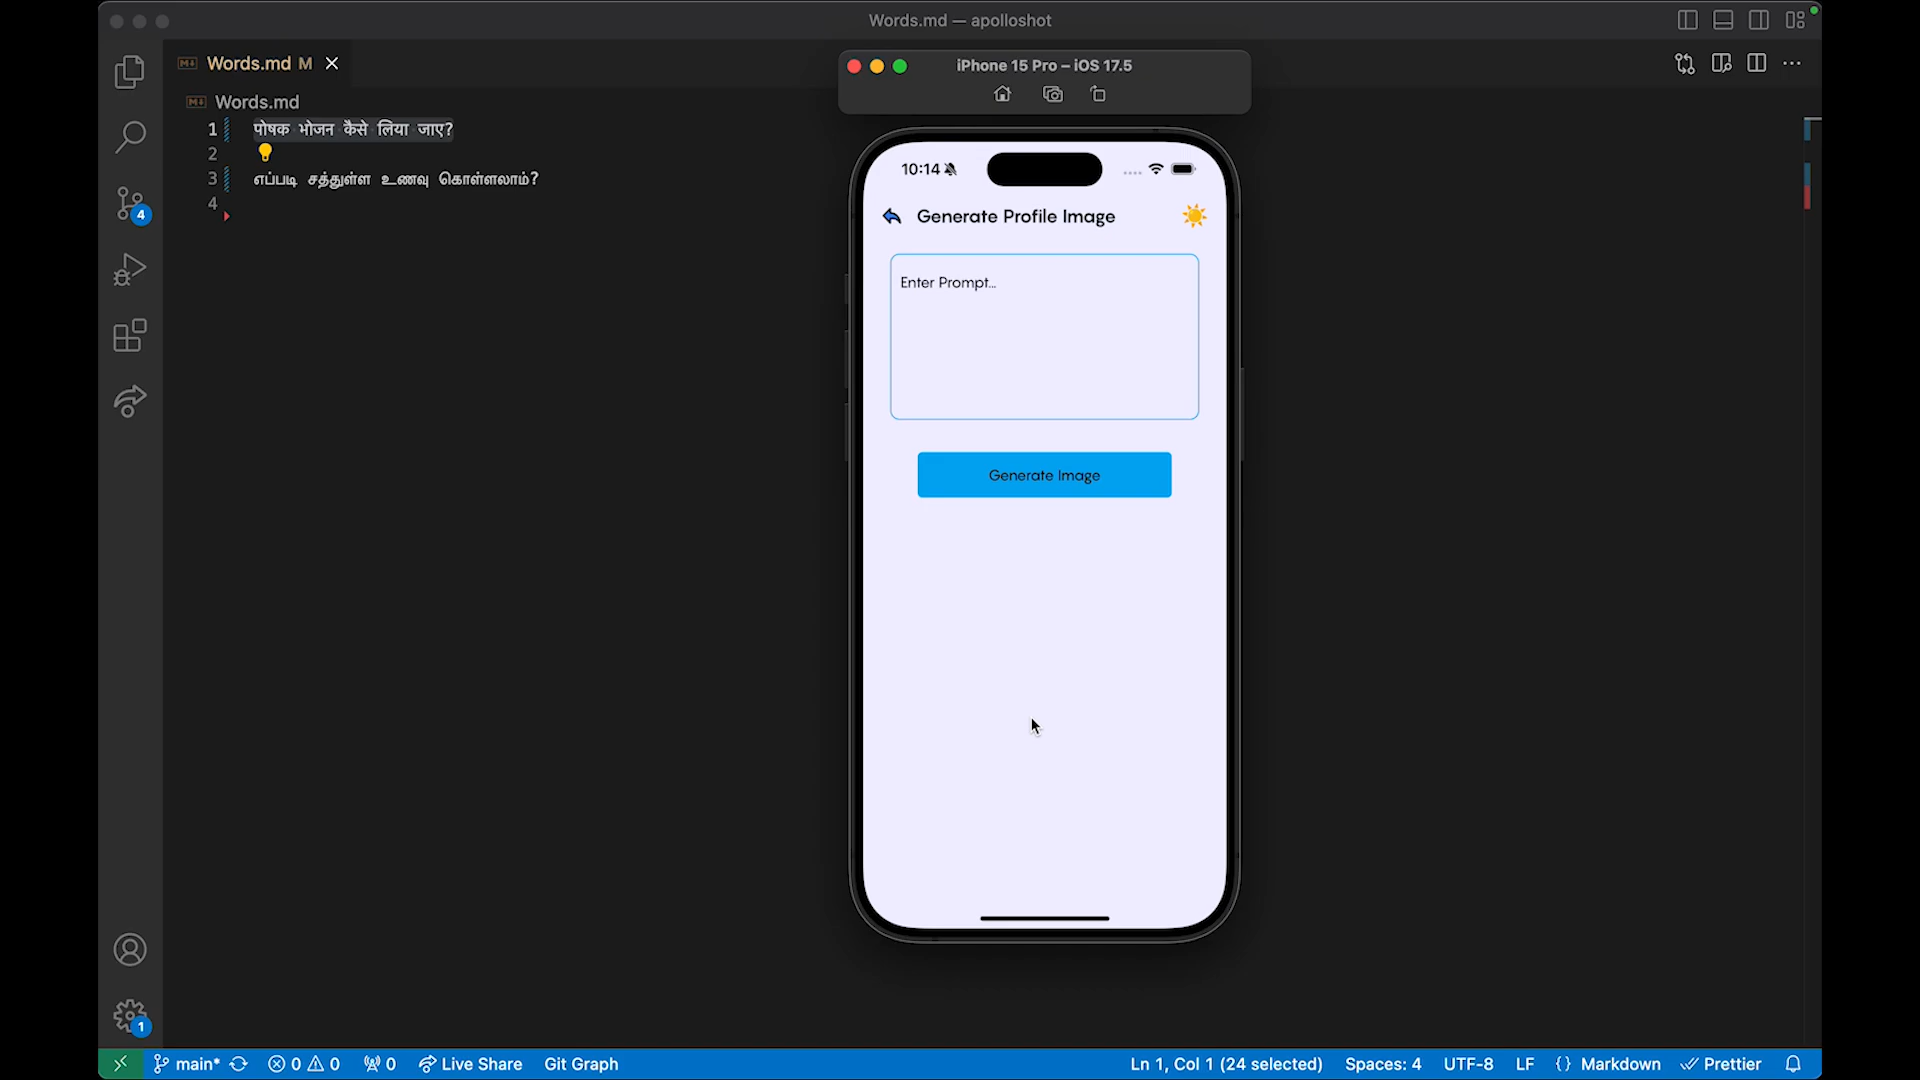 Words.md — apolloshot
Words.md M
Words.md
1 पोषक भोजन कैसे लिया जाए?
2
3 எப்படி சத்துள்ள உணவு கொள்ளலாம்?
4
4
1
iPhone 15 Pro – iOS 17.5
10:14
Generate Profile Image
Enter Prompt...
Generate Image
main* 0 0 0 Live Share Git Graph Ln 1, Col 1 (24 selected) Spaces: 4 UTF-8 LF {} Markdown Prettier